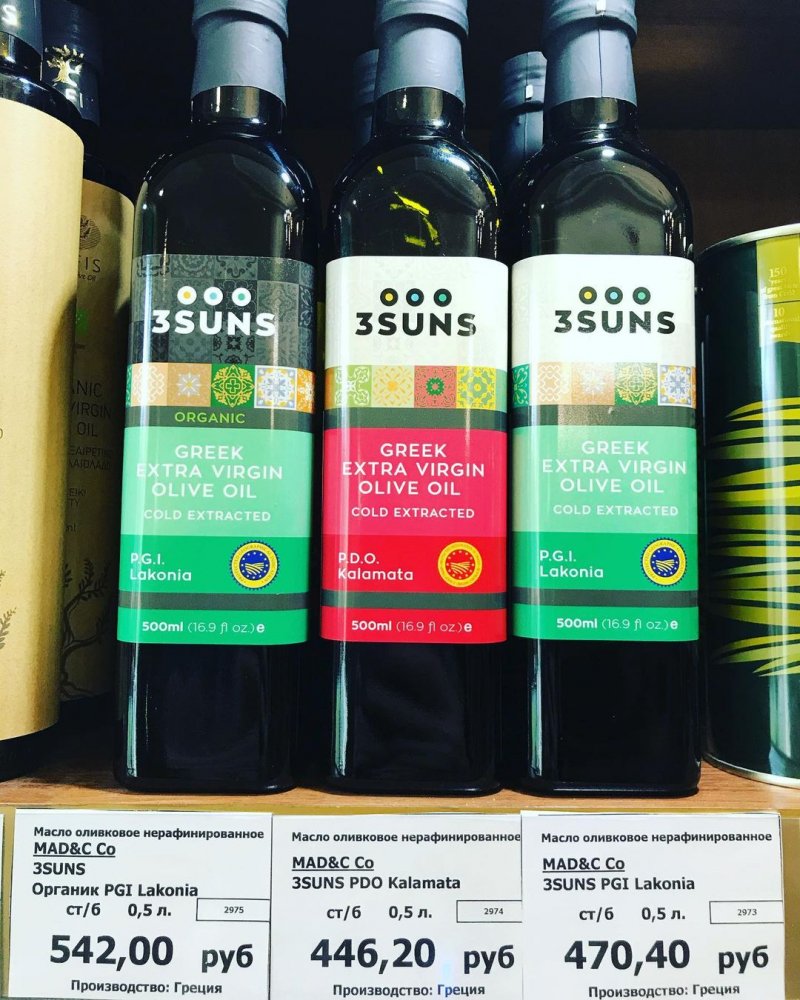 3SUNS
ORGANIC
GREEK
EXTRA VIRGIN
OLIVE OIL
COLD EXTRACTED
P.G.I.
Lakonia
500ml (16.9 fl oz.) e
3SUNS
GREEK
EXTRA VIRGIN
OLIVE OIL
COLD EXTRACTED
P.D.O.
Kalamata
500ml (16.9 fl oz.) e
3SUNS
GREEK
EXTRA VIRGIN
OLIVE OIL
COLD EXTRACTED
P.G.I.
Lakonia
500ml (16.9 fl oz.) e
VIRGIN
OIL
150
10
Масло оливковое нерафинированное
MAD&C Co
3SUNS
Органик PGI Lakonia
ст/б 0,5 л. 2975
542,00 руб
Производство: Греция
Масло оливковое нерафинированное
MAD&C Co
3SUNS PDO Kalamata
ст/б 0,5 л. 2974
446,20 руб
Производство: Греция
Масло оливковое нерафинированное
MAD&C Co
3SUNS PGI Lakonia
ст/б 0,5 л. 2973
470,40 руб
Производство: Греция